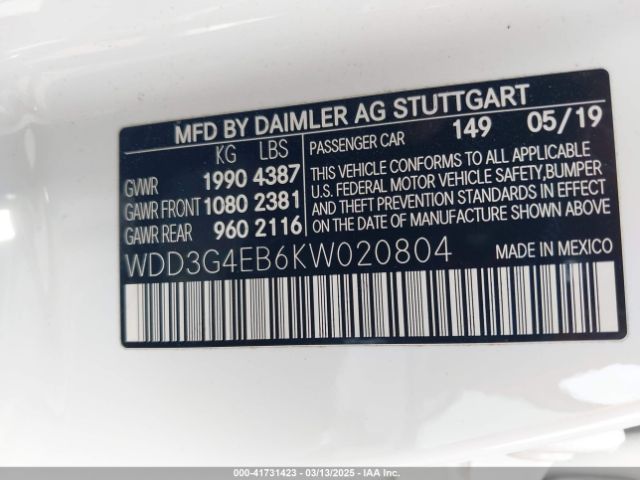 MFD BY DAIMLER AG STUTTGART
KG LBS
GVWR 1990 4387
GAWR FRONT 1080 2381
GAWR REAR 960 2116
PASSENGER CAR 149 05/19
THIS VEHICLE CONFORMS TO ALL APPLICABLE
U.S. FEDERAL MOTOR VEHICLE SAFETY,BUMPER
AND THEFT PREVENTION STANDARDS IN EFFECT
ON THE DATE OF MANUFACTURE SHOWN ABOVE.
WDD3G4EB6KW020804
MADE IN MEXICO
000-41731423 - 03/13/2025 - IAA Inc.